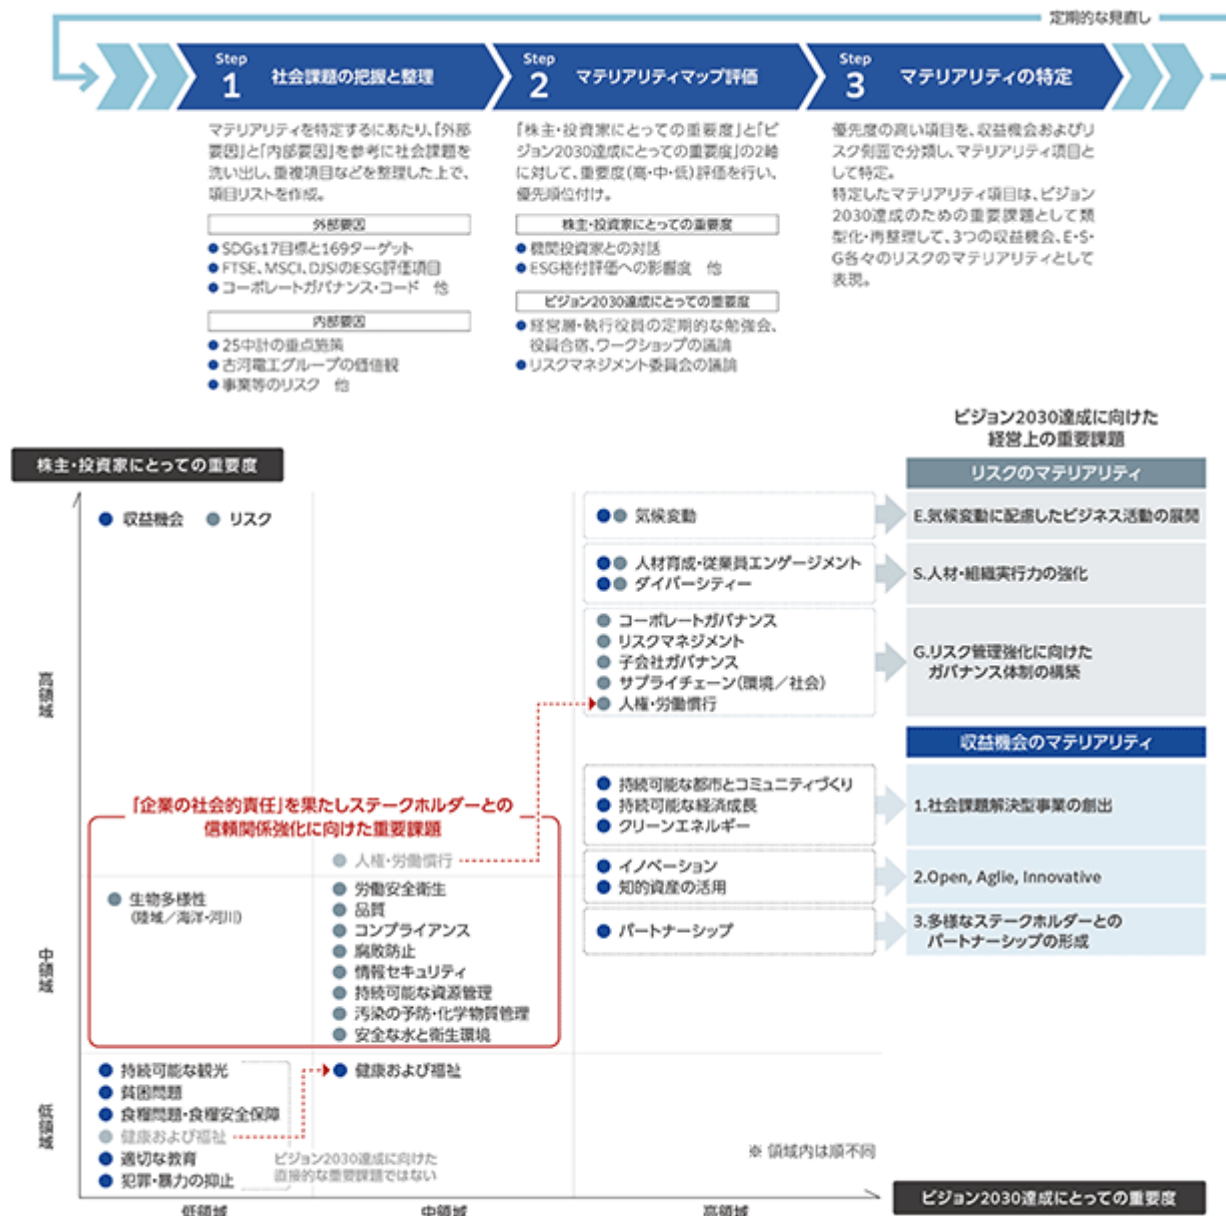 定期的な見直し
Step 1 社会課題の把握と整理
Step 2 マテリアリティマップ評価
Step 3 マテリアリティの特定
マテリアリティを特定するにあたり、「外部
要因」と「内部要因」を参考に社会課題を
洗い出し、重複項目などを整理した上で、
項目リストを作成。
外部要因
SDGs17目標と169ターゲット
FTSE、MSCI、DJSIのESG評価項目
コーポレートガバナンス・コード 他
内部要因
25中計の重点施策
古河電工グループの価値観
事業等のリスク 他
「株主・投資家にとっての重要度」と「ビ
ジョン2030達成にとっての重要度」の2軸
に対して、重要度(高・中・低)評価を行い、
優先順位付け。
株主・投資家にとっての重要度
機関投資家との対話
ESG格付評価への影響度 他
ビジョン2030達成にとっての重要度
経営層・執行役員の定期的な勉強会、
役員合宿、ワークショップの議論
リスクマネジメント委員会の議論
優先度の高い項目を、収益機会およびリ
スク側面で分類し、マテリアリティ項目と
して特定。
特定したマテリアリティ項目は、ビジョン
2030達成のための重要課題として類
型化・再整理して、3つの収益機会、E・S・
G各々のリスクのマテリアリティとして
表現。
ビジョン2030達成に向けた
経営上の重要課題
株主・投資家にとっての重要度
リスクのマテリアリティ
収益機会 リスク
気候変動
E.気候変動に配慮したビジネス活動の展開
人材育成・従業員エンゲージメント
ダイバーシティー
S.人材・組織実行力の強化
コーポレートガバナンス
リスクマネジメント
子会社ガバナンス
サプライチェーン(環境/社会)
人権・労働慣行
G.リスク管理強化に向けた
ガバナンス体制の構築
高領域
収益機会のマテリアリティ
持続可能な都市とコミュニティづくり
持続可能な経済成長
クリーンエネルギー
1.社会課題解決型事業の創出
「企業の社会的責任」を果たしステークホルダーとの
信頼関係強化に向けた重要課題
人権・労働慣行
イノベーション
知的資産の活用
2.Open, Aglie, Innovative
パートナーシップ
3.多様なステークホルダーとの
パートナーシップの形成
生物多様性
(陸域/海洋・河川)
労働安全衛生
品質
コンプライアンス
腐敗防止
情報セキュリティ
持続可能な資源管理
汚染の予防・化学物質管理
安全な水と衛生環境
中領域
持続可能な観光
貧困問題
食糧問題・食糧安全保障
健康および福祉
適切な教育
犯罪・暴力の抑止
健康および福祉
ビジョン2030達成に向けた
直接的な重要課題ではない
低領域
※ 領域内は順不同
低領域
中領域
高領域
ビジョン2030達成にとっての重要度